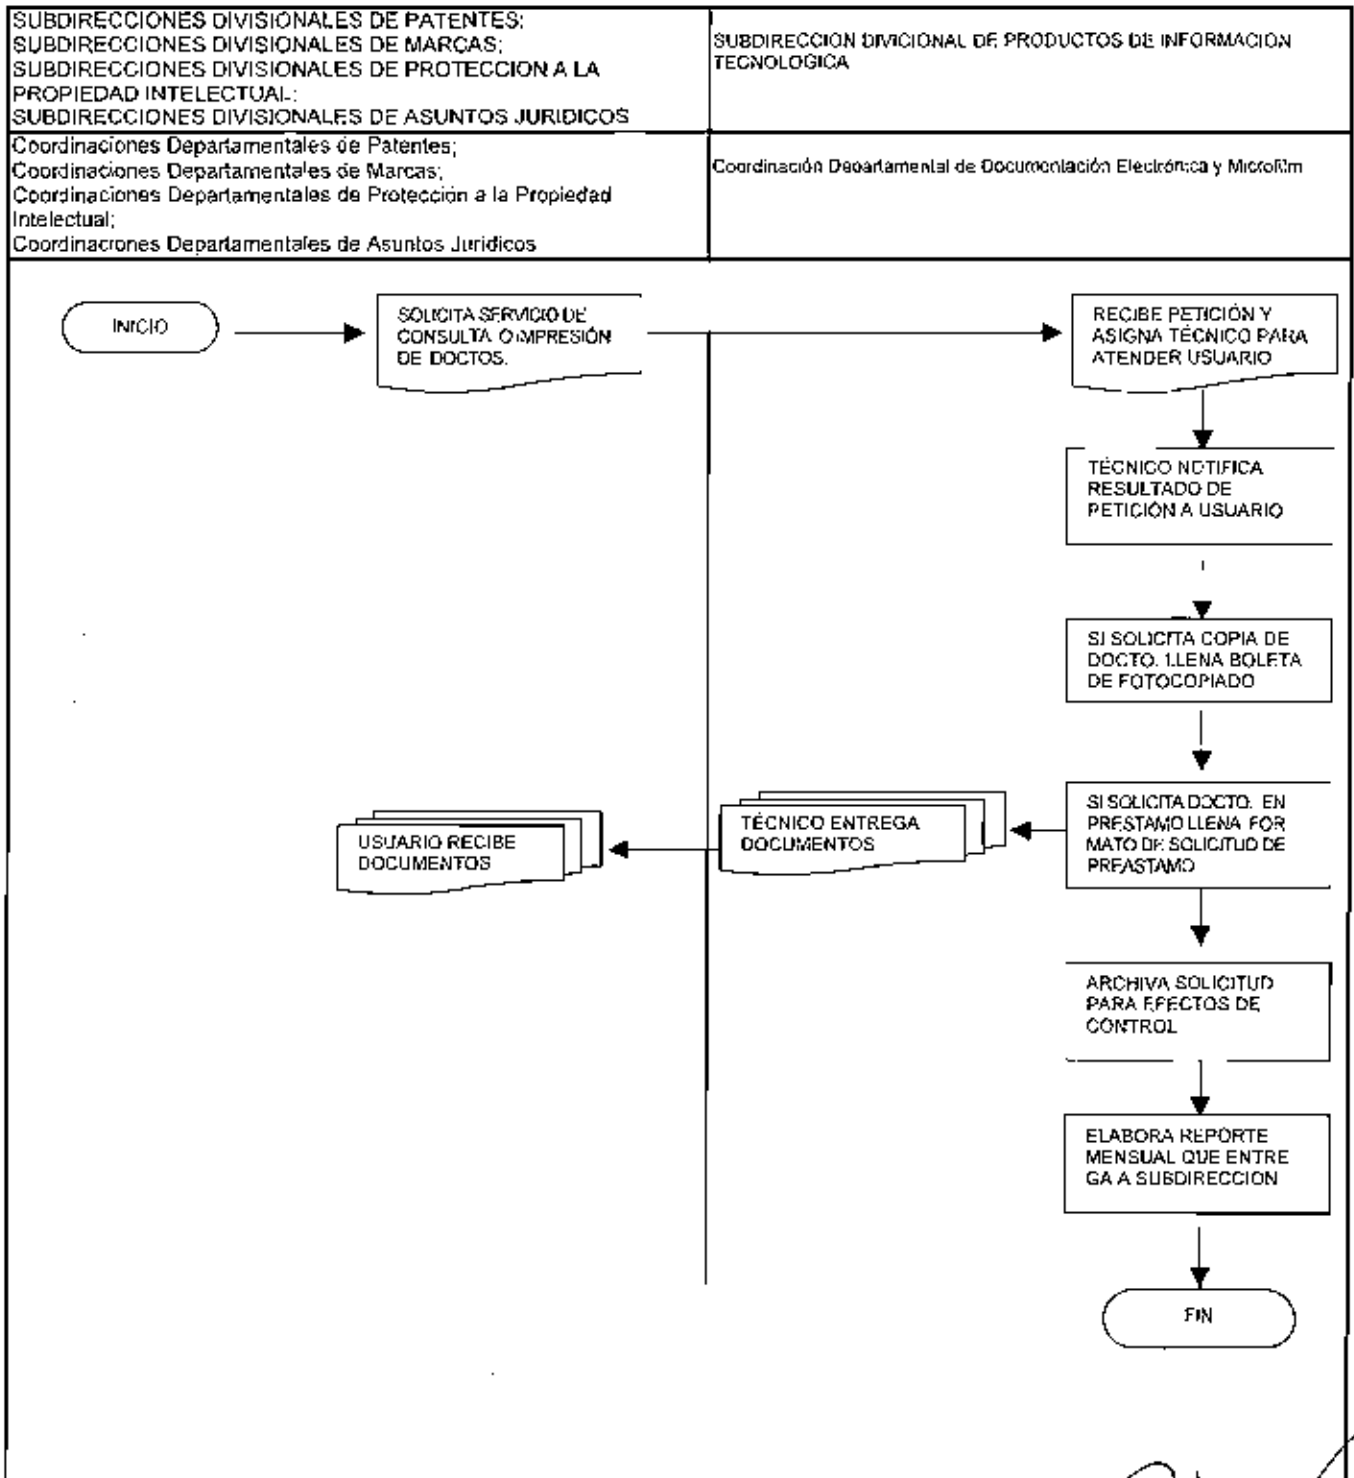 SUBDIRECCIONES DIVISIONALES DE PATENTES;
SUBDIRECCIONES DIVISIONALES DE MARCAS;
SUBDIRECCIONES DIVISIONALES DE PROTECCION A LA
PROPIEDAD INTELECTUAL;
SUBDIRECCIONES DIVISIONALES DE ASUNTOS JURIDICOS
SUBDIRECCION DIVICIONAL DE PRODUCTOS DE INFORMACION
TECNOLOGICA
Coordinaciones Departamentales de Patentes;
Coordinaciones Departamentales de Marcas;
Coordinaciones Departamentales de Protección a la Propiedad
Intelectual;
Coordinaciones Departamentales de Asuntos Juridicos
Coordinación Departamental de Documentación Electrónica y Microfilm
INICIO
SOLICITA SERVICIO DE
CONSULTA O IMPRESIÓN
DE DOCTOS.
RECIBE PETICIÓN Y
ASIGNA TÉCNICO PARA
ATENDER USUARIO
TÉCNICO NOTIFICA
RESULTADO DE
PETICIÓN A USUARIO
SI SOLICITA COPIA DE
DOCTO. LLENA BOLETA
DE FOTOCOPIADO
SI SOLICITA DOCTO. EN
PRESTAMO LLENA FOR
MATO DE SOLICITUD DE
PREASTAMO
TÉCNICO ENTREGA
DOCUMENTOS
USUARIO RECIBE
DOCUMENTOS
ARCHIVA SOLICITUD
PARA EFECTOS DE
CONTROL
ELABORA REPORTE
MENSUAL QUE ENTRE
GA A SUBDIRECCION
FIN